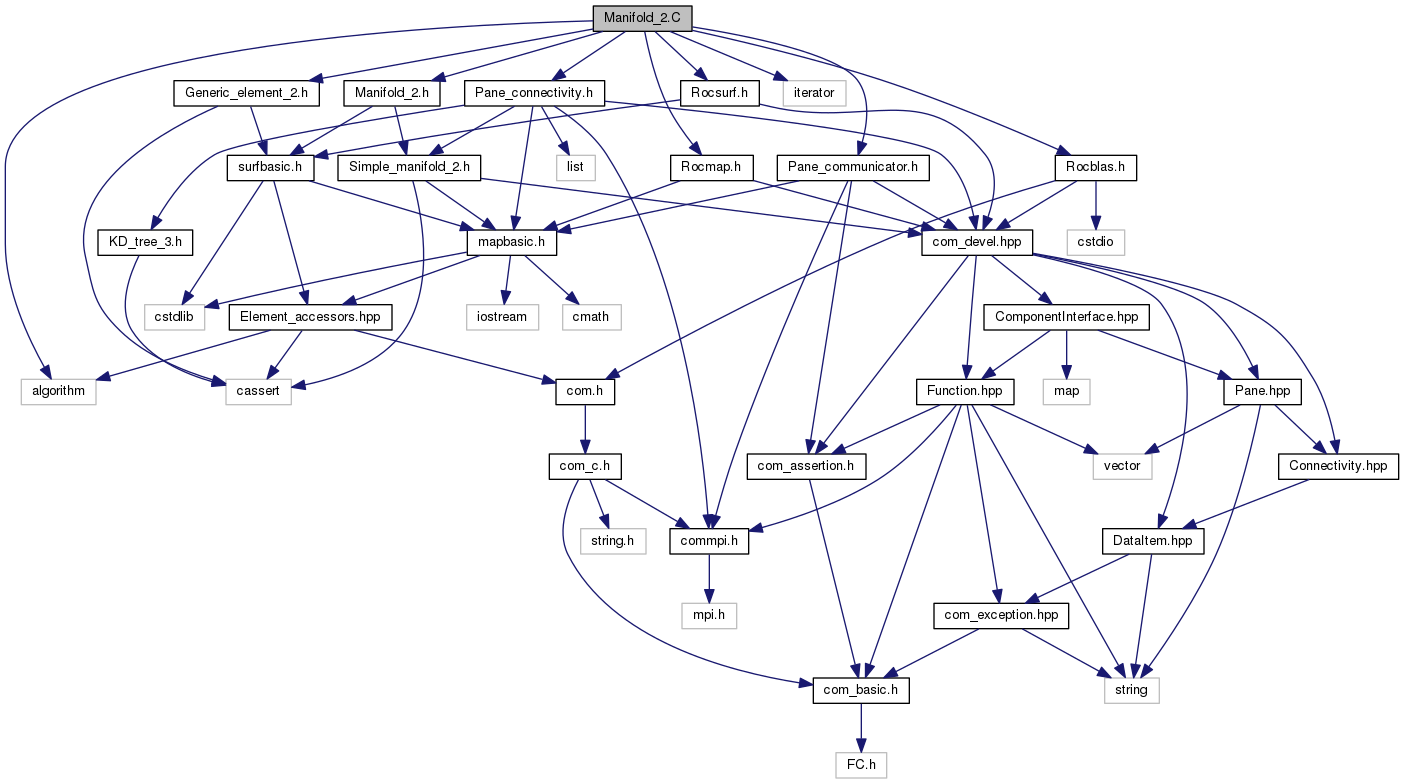 Manifold_2.C
Generic_element_2.h
Manifold_2.h
Pane_connectivity.h
Rocsurf.h
iterator
surfbasic.h
Simple_manifold_2.h
list
Rocmap.h
Pane_communicator.h
Rocblas.h
KD_tree_3.h
mapbasic.h
com_devel.hpp
cstdio
cstdlib
Element_accessors.hpp
iostream
cmath
ComponentInterface.hpp
algorithm
cassert
com.h
Function.hpp
map
Pane.hpp
com_c.h
com_assertion.h
vector
Connectivity.hpp
string.h
commpi.h
DataItem.hpp
mpi.h
com_exception.hpp
com_basic.h
string
FC.h